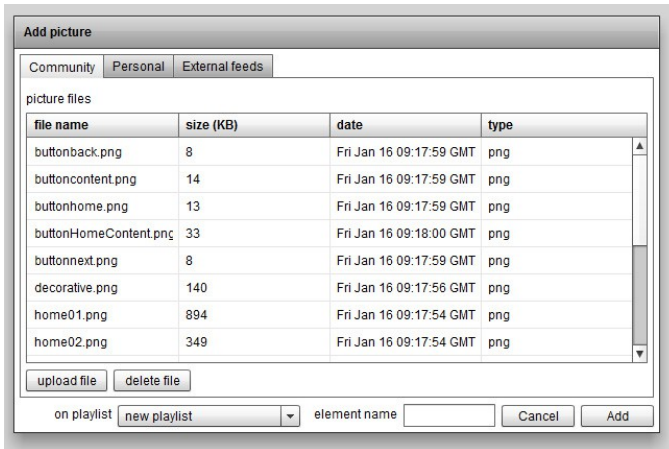 Add picture
Community Personal External feeds
picture files
file name size (KB) date type
buttonback.png 8 Fri Jan 16 09:17:59 GMT png
buttoncontent.png 14 Fri Jan 16 09:17:59 GMT png
buttonhome.png 13 Fri Jan 16 09:17:59 GMT png
buttonHomeContent.png 33 Fri Jan 16 09:18:00 GMT png
buttonnext.png 8 Fri Jan 16 09:17:59 GMT png
decorative.png 140 Fri Jan 16 09:17:56 GMT png
home01.png 894 Fri Jan 16 09:17:54 GMT png
home02.png 349 Fri Jan 16 09:17:54 GMT png
upload file delete file
on playlist new playlist element name Cancel Add